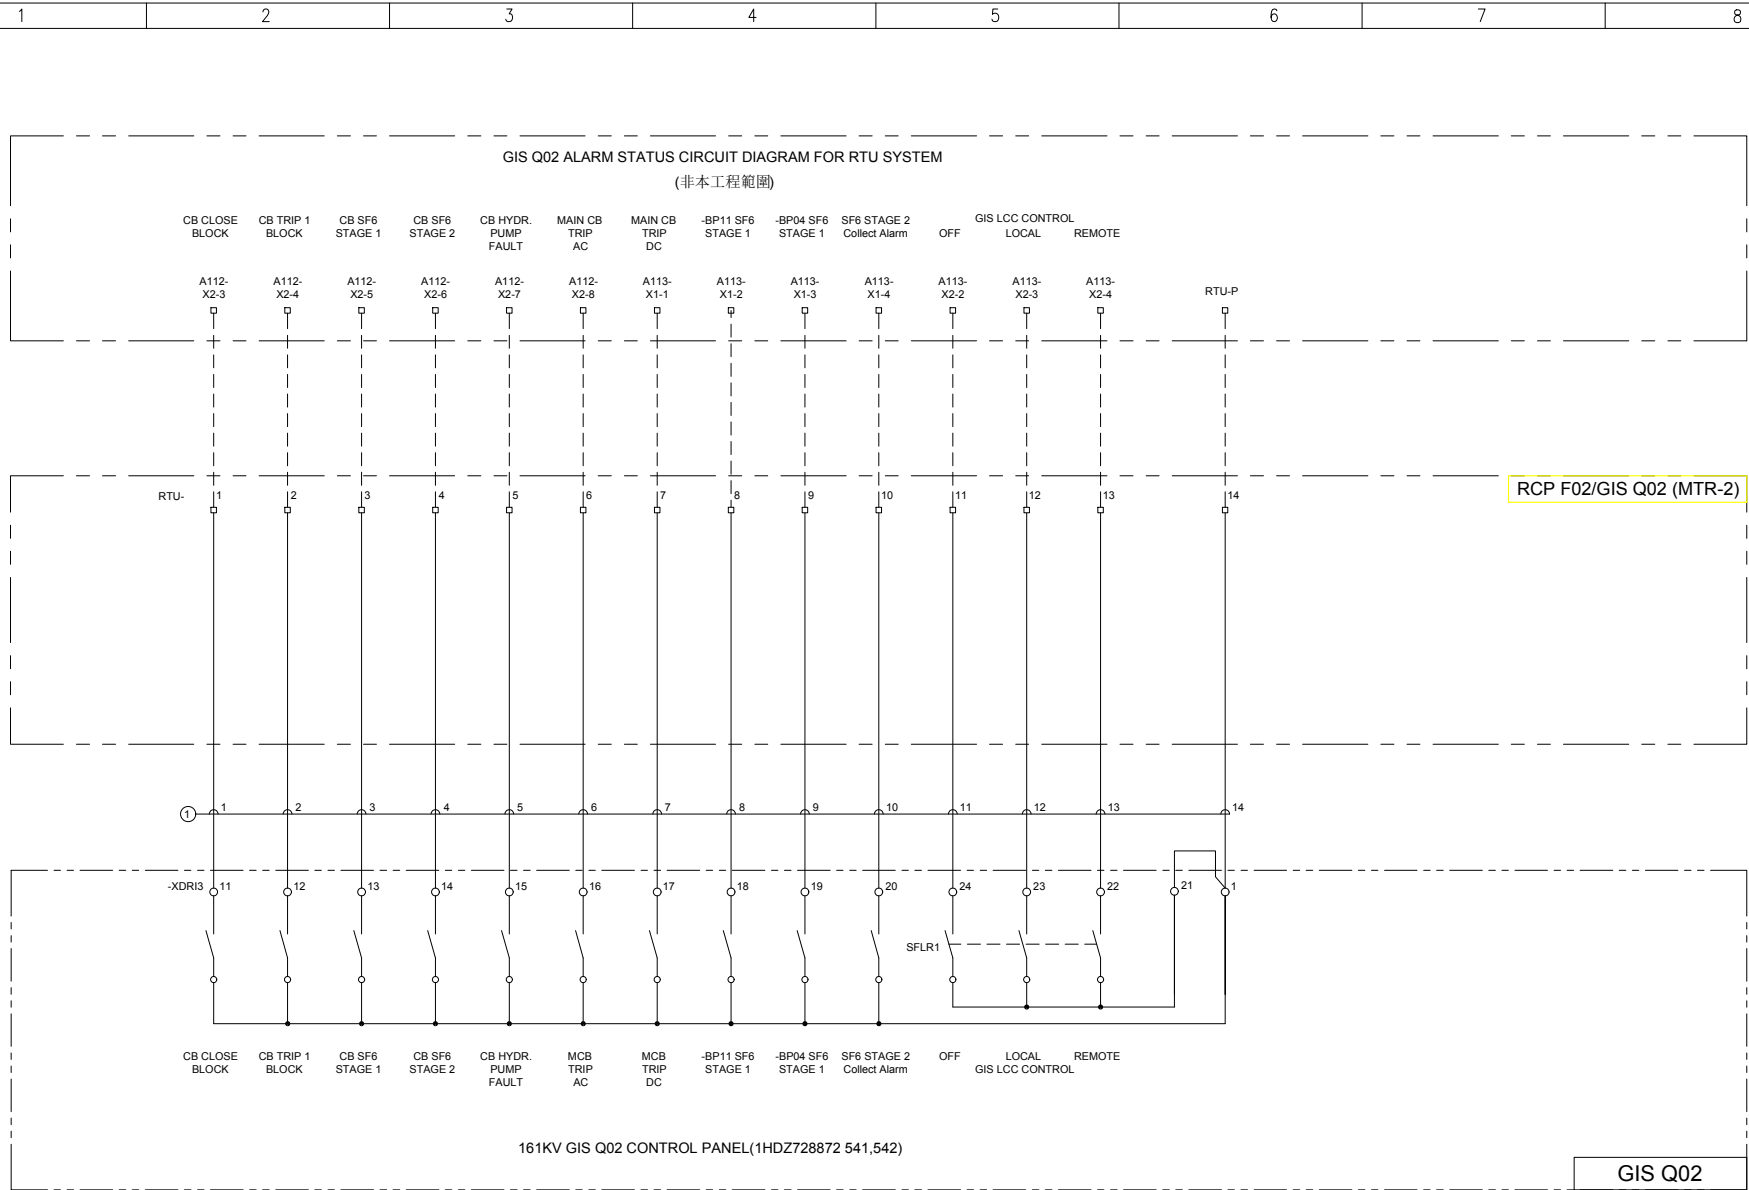 1 2 3 4 5 6 7 8
GIS Q02 ALARM STATUS CIRCUIT DIAGRAM FOR RTU SYSTEM
(非本工程範圍)
CB CLOSE BLOCK
CB TRIP 1 BLOCK
CB SF6 STAGE 1
CB SF6 STAGE 2
CB HYDR. PUMP FAULT
MAIN CB TRIP AC
MAIN CB TRIP DC
-BP11 SF6 STAGE 1
-BP04 SF6 STAGE 1
SF6 STAGE 2 Collect Alarm
GIS LCC CONTROL
OFF LOCAL REMOTE
A112-X2-3
A112-X2-4
A112-X2-5
A112-X2-6
A112-X2-7
A112-X2-8
A113-X1-1
A113-X1-2
A113-X1-3
A113-X1-4
A113-X2-2
A113-X2-3
A113-X2-4
RTU-P
RCP F02/GIS Q02 (MTR-2)
RTU- 1 2 3 4 5 6 7 8 9 10 11 12 13 14
1 1 2 3 4 5 6 7 8 9 10 11 12 13 14
-XDRI3 11 12 13 14 15 16 17 18 19 20 24 23 22 21 1
SFLR1
CB CLOSE BLOCK
CB TRIP 1 BLOCK
CB SF6 STAGE 1
CB SF6 STAGE 2
CB HYDR. PUMP FAULT
MCB TRIP AC
MCB TRIP DC
-BP11 SF6 STAGE 1
-BP04 SF6 STAGE 1
SF6 STAGE 2 Collect Alarm
OFF LOCAL REMOTE
GIS LCC CONTROL
161KV GIS Q02 CONTROL PANEL(1HDZ728872 541,542)
GIS Q02